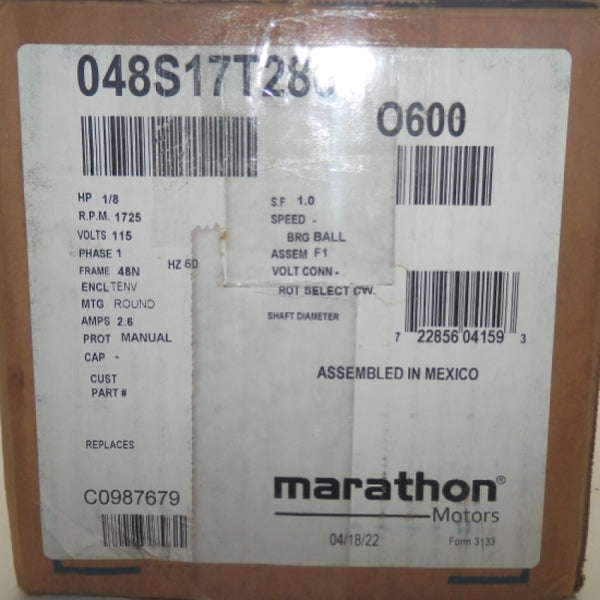 048S17T280
O600
HP 1/8
R.P.M. 1725
VOLTS 115
PHASE 1
FRAME 48N HZ 60
ENCL TENV
MTG ROUND
AMPS 2.6
PROT MANUAL
CAP -
CUST
PART #
S.F 1.0
SPEED -
BRG BALL
ASSEM F1
VOLT CONN -
ROT SELECT CW.
SHAFT DIAMETER
7 22856 04159 3
ASSEMBLED IN MEXICO
REPLACES
C0987679
marathon®
Motors
04/18/22
Form 3133